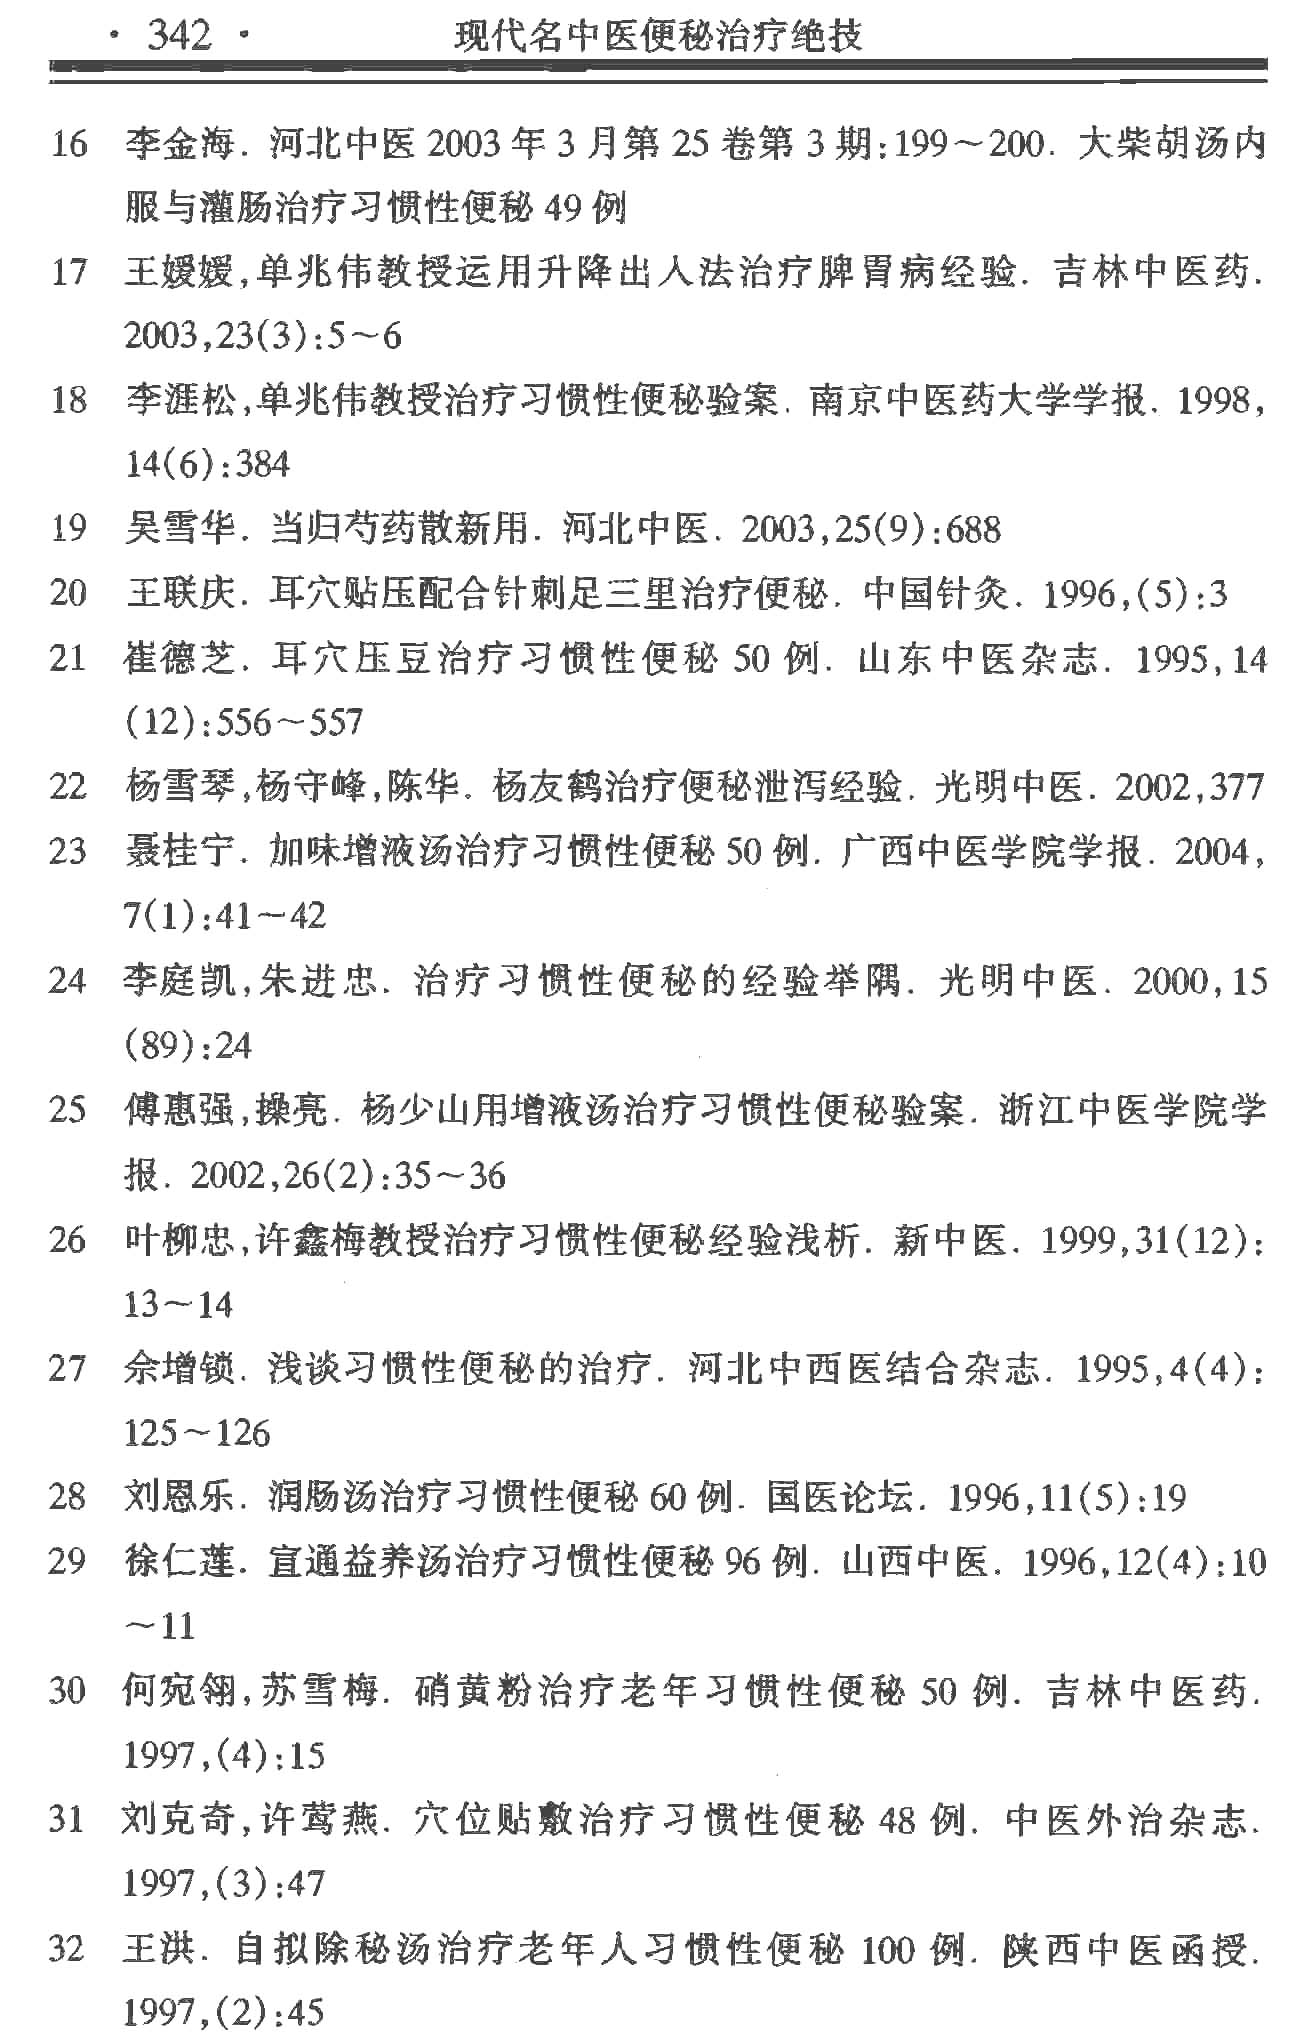 · 342 · 现代名中医便秘治疗绝技
16 李金海. 河北中医 2003 年 3 月第 25 卷第 3 期:199～200. 大柴胡汤内
服与灌肠治疗习惯性便秘 49 例
17 王嫒嫒,单兆伟教授运用升降出入法治疗脾胃病经验. 吉林中医药.
2003,23(3):5～6
18 李涯松,单兆伟教授治疗习惯性便秘验案. 南京中医药大学学报. 1998,
14(6):384
19 吴雪华. 当归芍药散新用. 河北中医. 2003,25(9):688
20 王联庆. 耳穴贴压配合针刺足三里治疗便秘. 中国针灸. 1996,(5):3
21 崔德芝. 耳穴压豆治疗习惯性便秘 50 例. 山东中医杂志. 1995,14
(12):556～557
22 杨雪琴,杨守峰,陈华. 杨友鹤治疗便秘泄泻经验. 光明中医. 2002,377
23 聂桂宁. 加味增液汤治疗习惯性便秘 50 例. 广西中医学院学报. 2004,
7(1):41～42
24 李庭凯,朱进忠. 治疗习惯性便秘的经验举隅. 光明中医. 2000,15
(89):24
25 傅惠强,操亮. 杨少山用增液汤治疗习惯性便秘验案. 浙江中医学院学
报. 2002,26(2):35～36
26 叶柳忠,许鑫梅教授治疗习惯性便秘经验浅析. 新中医. 1999,31(12):
13～14
27 佘增锁. 浅谈习惯性便秘的治疗. 河北中西医结合杂志. 1995,4(4):
125～126
28 刘恩乐. 润肠汤治疗习惯性便秘 60 例. 国医论坛. 1996,11(5):19
29 徐仁莲. 宣通益养汤治疗习惯性便秘 96 例. 山西中医. 1996,12(4):10
～11
30 何宛翎,苏雪梅. 硝黄粉治疗老年习惯性便秘 50 例. 吉林中医药.
1997,(4):15
31 刘克奇,许莺燕. 穴位贴敷治疗习惯性便秘 48 例. 中医外治杂志.
1997,(3):47
32 王洪. 自拟除秘汤治疗老年人习惯性便秘 100 例. 陕西中医函授.
1997,(2):45